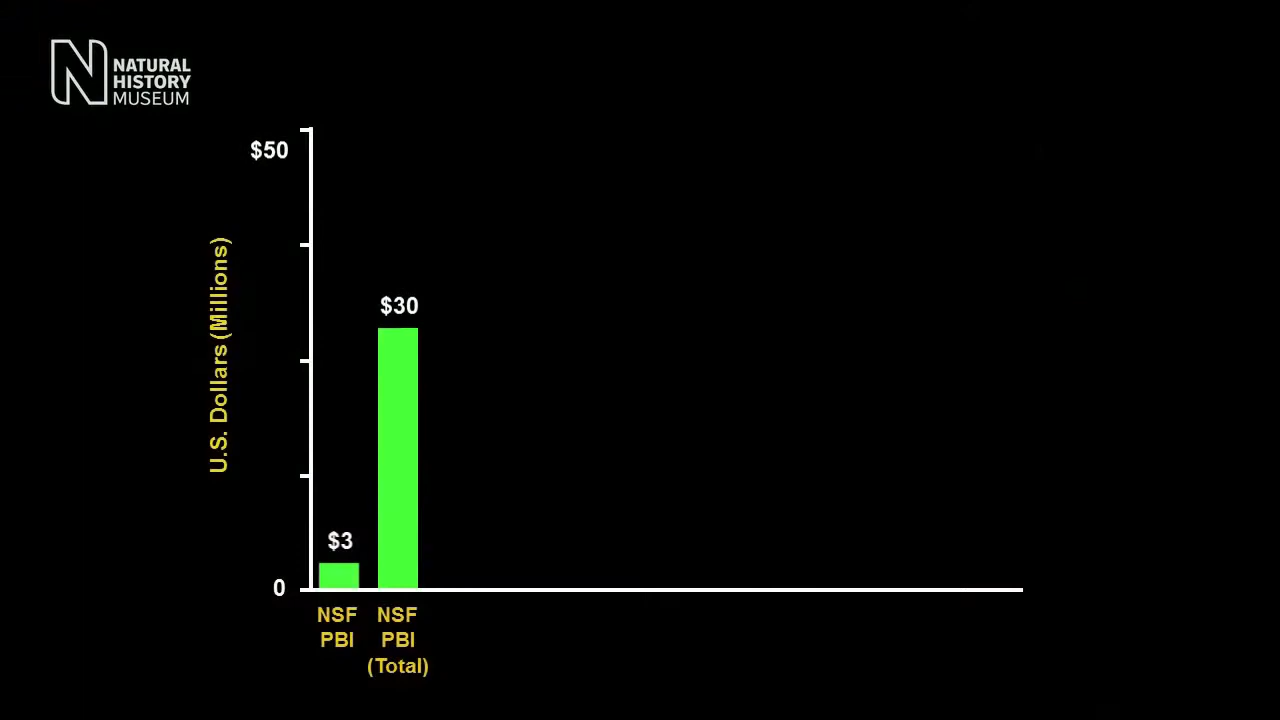 NATURAL
HISTORY
MUSEUM
$50
U.S. Dollars (Millions)
$30
$3
0
NSF
PBI
NSF
PBI
(Total)